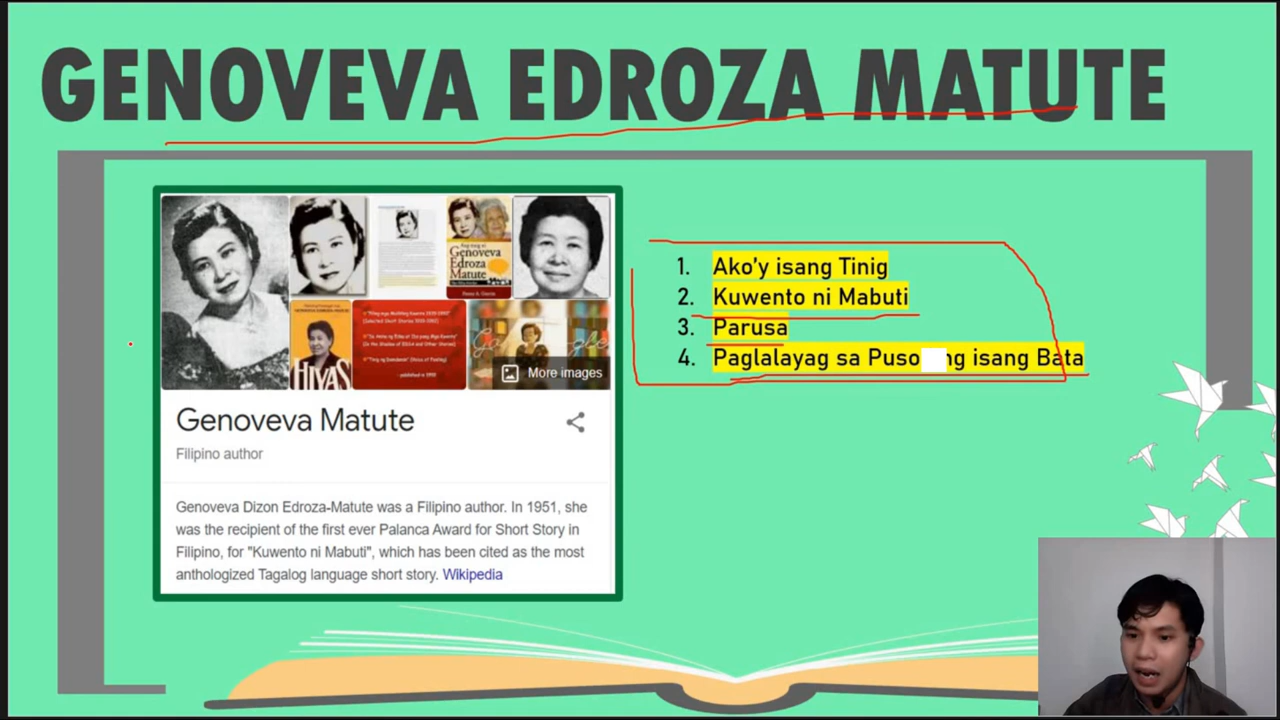 GENOVEVA EDROZA MATUTE
Genoveva
Edroza
Matute
HIYAS
More images
1. Ako'y isang Tinig
2. Kuwento ni Mabuti
3. Parusa
4. Paglalayag sa Puso ng isang Bata
Genoveva Matute
Filipino author
Genoveva Dizon Edroza-Matute was a Filipino author. In 1951, she
was the recipient of the first ever Palanca Award for Short Story in
Filipino, for "Kuwento ni Mabuti", which has been cited as the most
anthologized Tagalog language short story. Wikipedia